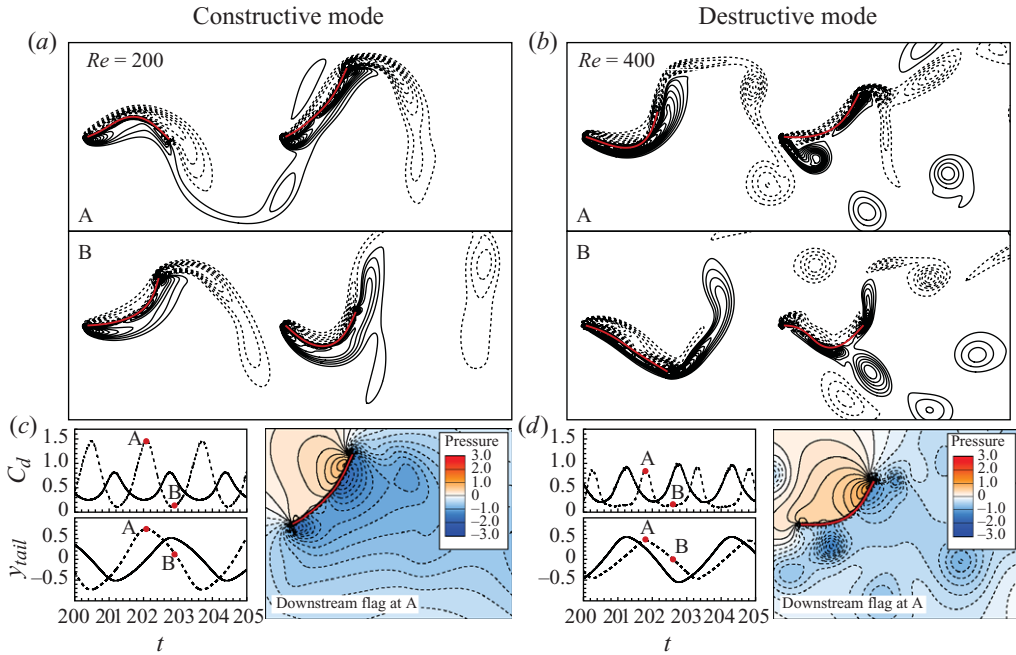 Constructive mode
Destructive mode
(a)
Re = 200
A
B
(b)
Re = 400
A
B
(c)
C_d
1.5
1.0
0.5
0
A
B
y_tail
0.5
0
−0.5
A
B
200 201 202 203 204 205
t
Pressure
3.0
2.0
1.0
0
−1.0
−2.0
−3.0
Downstream flag at A
(d)
1.5
1.0
0.5
0
A
B
0.5
0
−0.5
A
B
200 201 202 203 204 205
t
Pressure
3.0
2.0
1.0
0
−1.0
−2.0
−3.0
Downstream flag at A